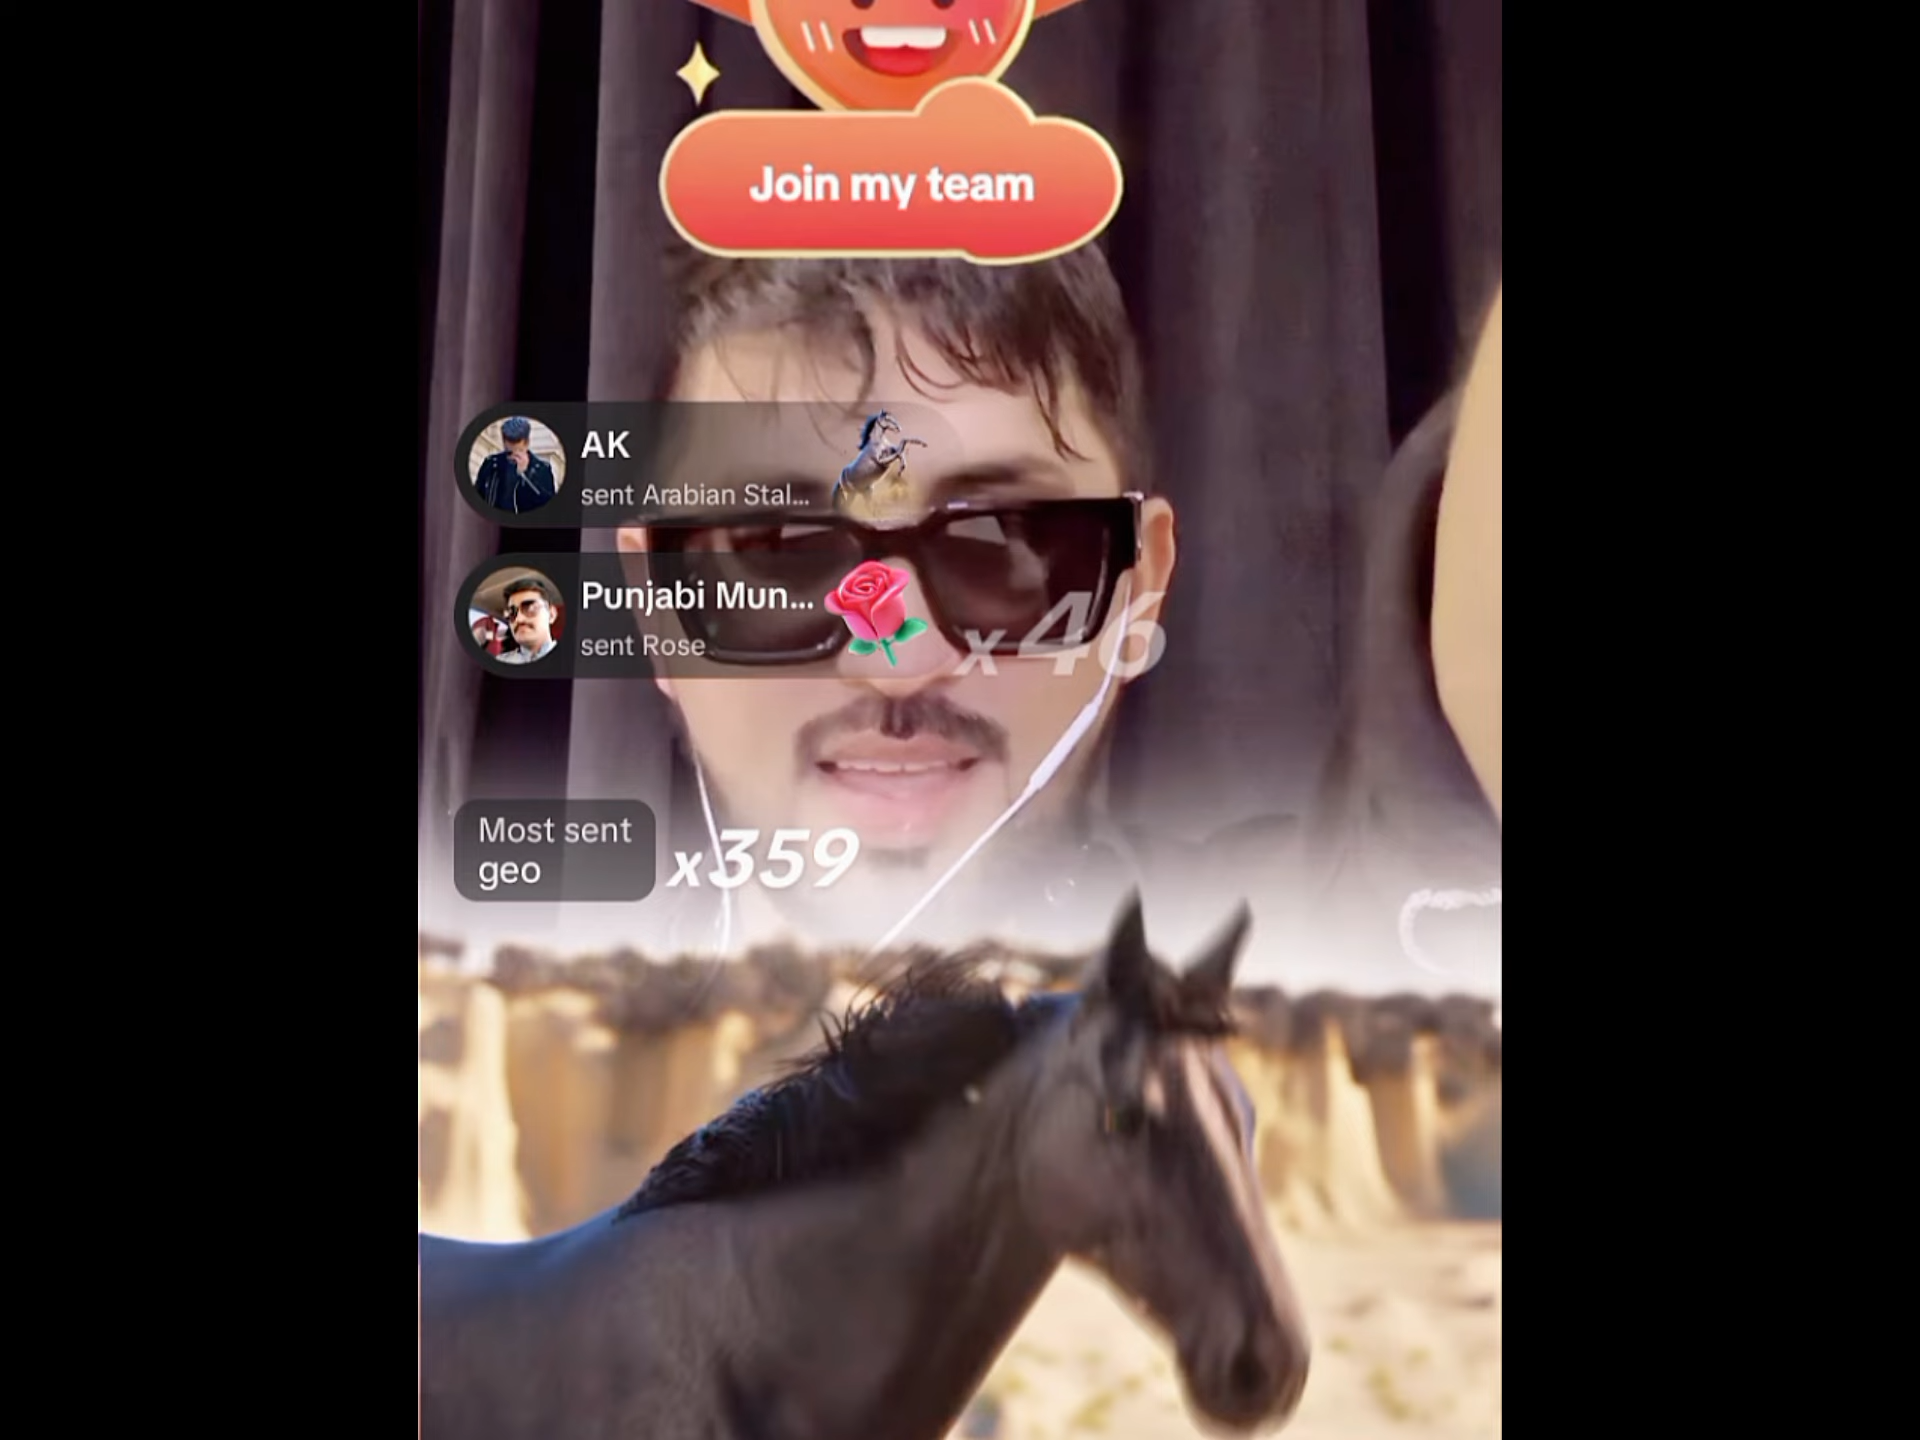 Join my team
AK
sent Arabian Stal...
Punjabi Mun...
sent Rose
x46
Most sent
geo
x359